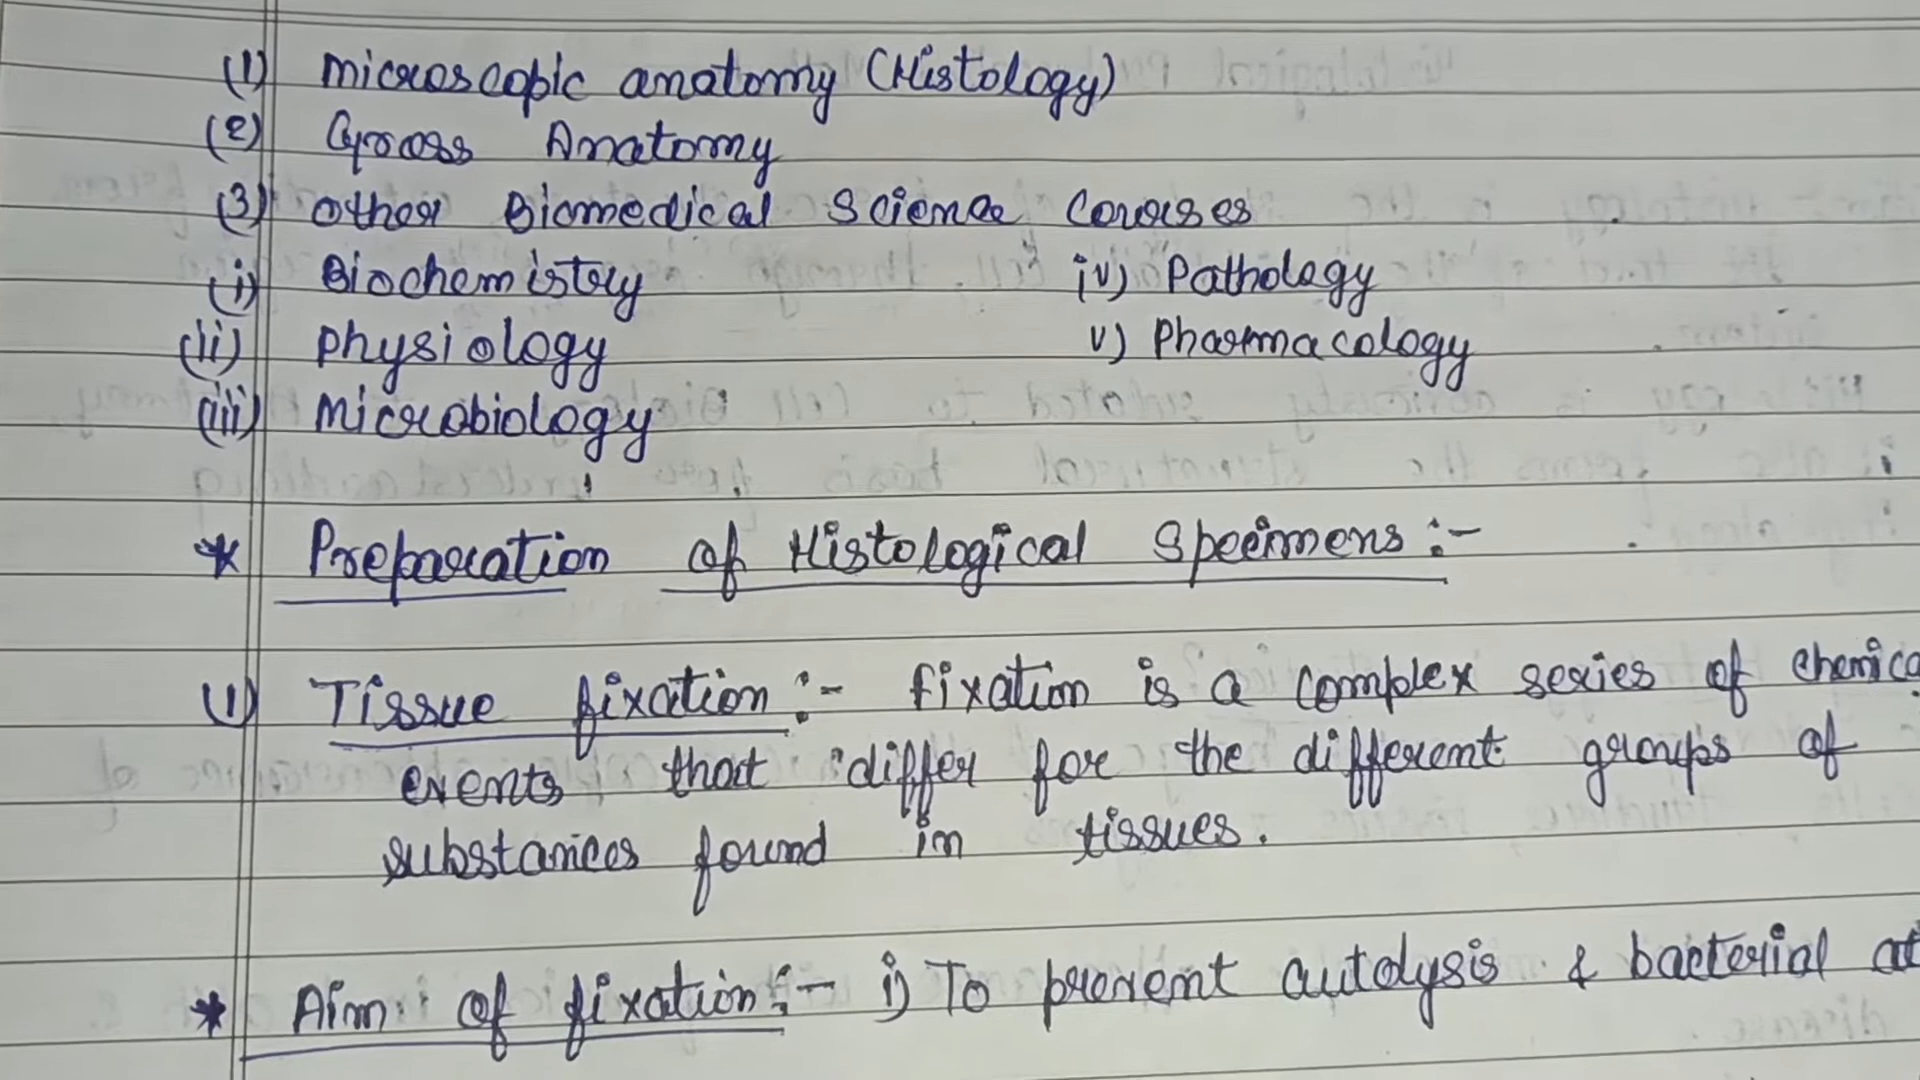 (1) Microscopic anatomy (Histology)
(2) Gross Anatomy
(3) Other Biomedical Science Courses
(i) Biochemistry iv) Pathology
(ii) Physiology v) Pharmacology
(iii) Microbiology
* Preparation of Histological Specimens :-
(1) Tissue fixation :- Fixation is a complex series of chemica
events that differ for the different groups of
substances found in tissues.
* Aim of fixation :- i) To prevent autolysis & bacterial at